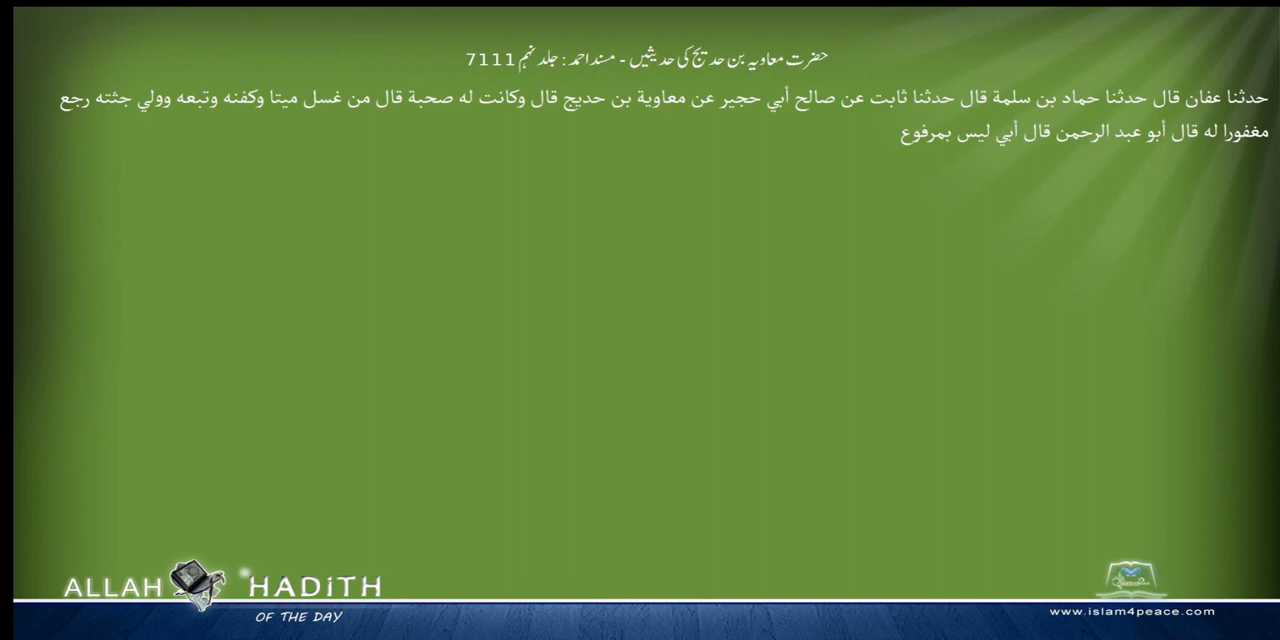 حضرت معاویہ بن حدیج کی حدیثیں - مسند احمد : جلد نہم 7111
حدثنا عفان قال حدثنا حماد بن سلمة قال حدثنا ثابت عن صالح أبي حجير عن معاوية بن حديج قال وكانت له صحبة قال من غسل ميتا وكفنه وتبعه وولي جثته رجع
مغفورا له قال أبو عبد الرحمن قال أبي ليس بمرفوع
ALLAH HADITH
OF THE DAY
www.islam4peace.com